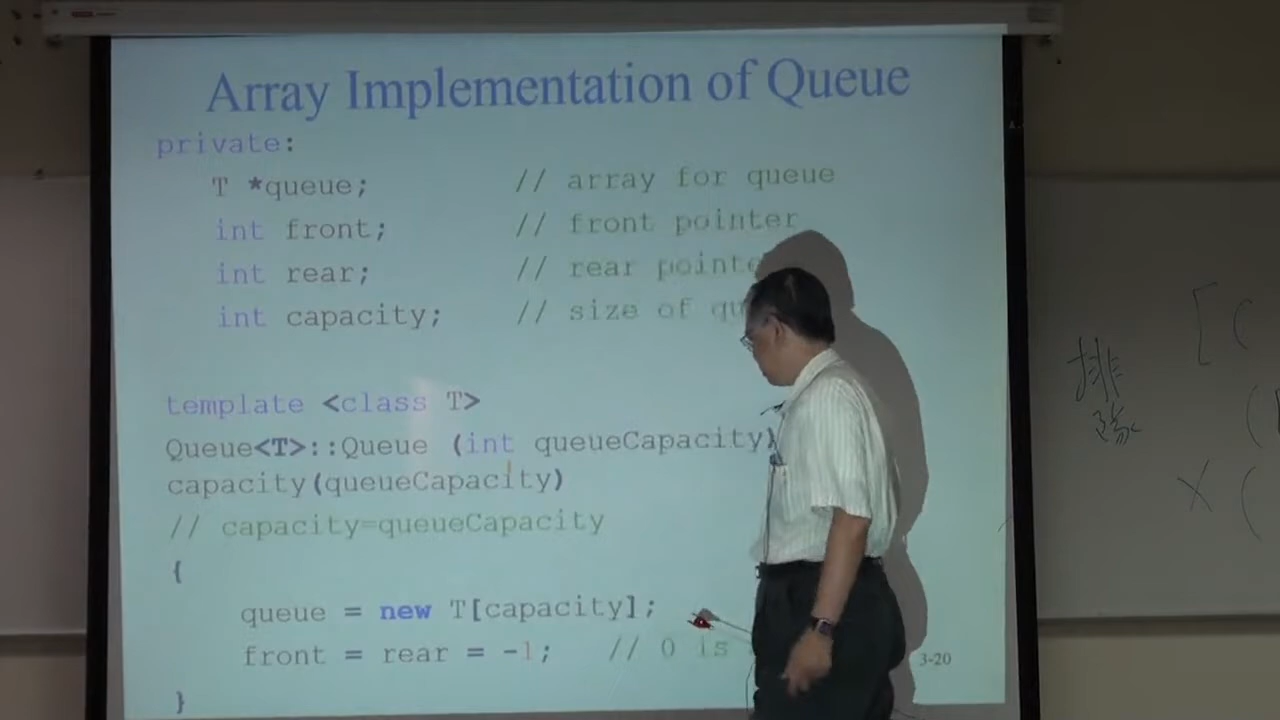 Array Implementation of Queue
private:
T *queue; // array for queue
int front; // front pointer
int rear; // rear
int capacity; // size of
template <class T>
Queue<T>::Queue (int queueCapacity)
capacity(queueCapacity)
// capacity=queueCapacity
{
queue = new T[capacity];
front = rear = -1; // 0 is
}
3-20
排